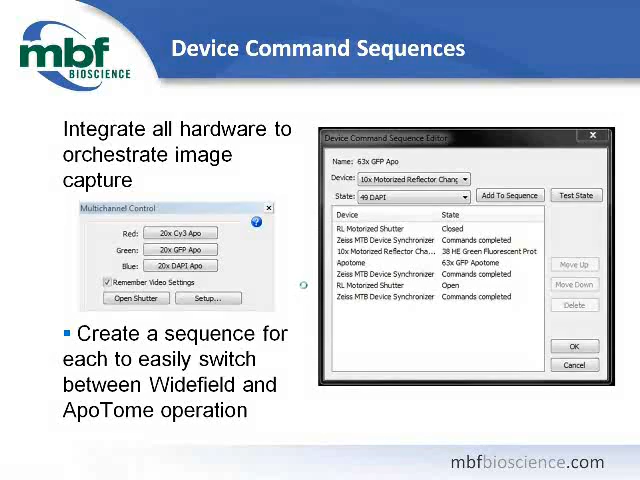 mbf
BIOSCIENCE
Device Command Sequences
Integrate all hardware to
orchestrate image
capture
Multichannel Control
Red: 20x Cy3 Apo
Green: 20x GFP Apo
Blue: 20x DAPI Apo
Remember Video Settings
Open Shutter Setup...
Create a sequence for
each to easily switch
between Widefield and
ApoTome operation
Device Command Sequence Editor
Name: 63x GFP Apo
Device: 10x Motorized Reflector Chang
State: 49 DAPI Add To Sequence Test State
Device State
RL Motorized Shutter Closed
Zeiss MTB Device Synchronizer Commands completed
10x Motorized Reflector Cha... 38 HE Green Fluorescent Prot
Apotome 63x GFP Apotome
Zeiss MTB Device Synchronizer Commands completed
RL Motorized Shutter Open
Zeiss MTB Device Synchronizer Commands completed
Move Up
Move Down
Delete
OK
Cancel
mbfbioscience.com